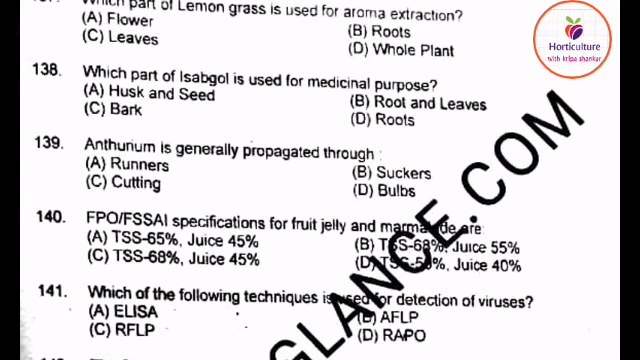 Which part of Lemon grass is used for aroma extraction?
(A) Flower (B) Roots
(C) Leaves (D) Whole Plant
138. Which part of Isabgol is used for medicinal purpose?
(A) Husk and Seed (B) Root and Leaves
(C) Bark (D) Roots
139. Anthurium is generally propagated through :
(A) Runners (B) Suckers
(C) Cutting (D) Bulbs
140. FPO/FSSAI specifications for fruit jelly and marmalade are:
(A) TSS-65%, Juice 45% (B) TSS-68%, Juice 55%
(C) TSS-68%, Juice 45% (D) TSS-50%, Juice 40%
141. Which of the following techniques is used for detection of viruses?
(A) ELISA (B) AFLP
(C) RFLP (D) RAPO
Horticulture
with kripa shankar
GLANCE.COM